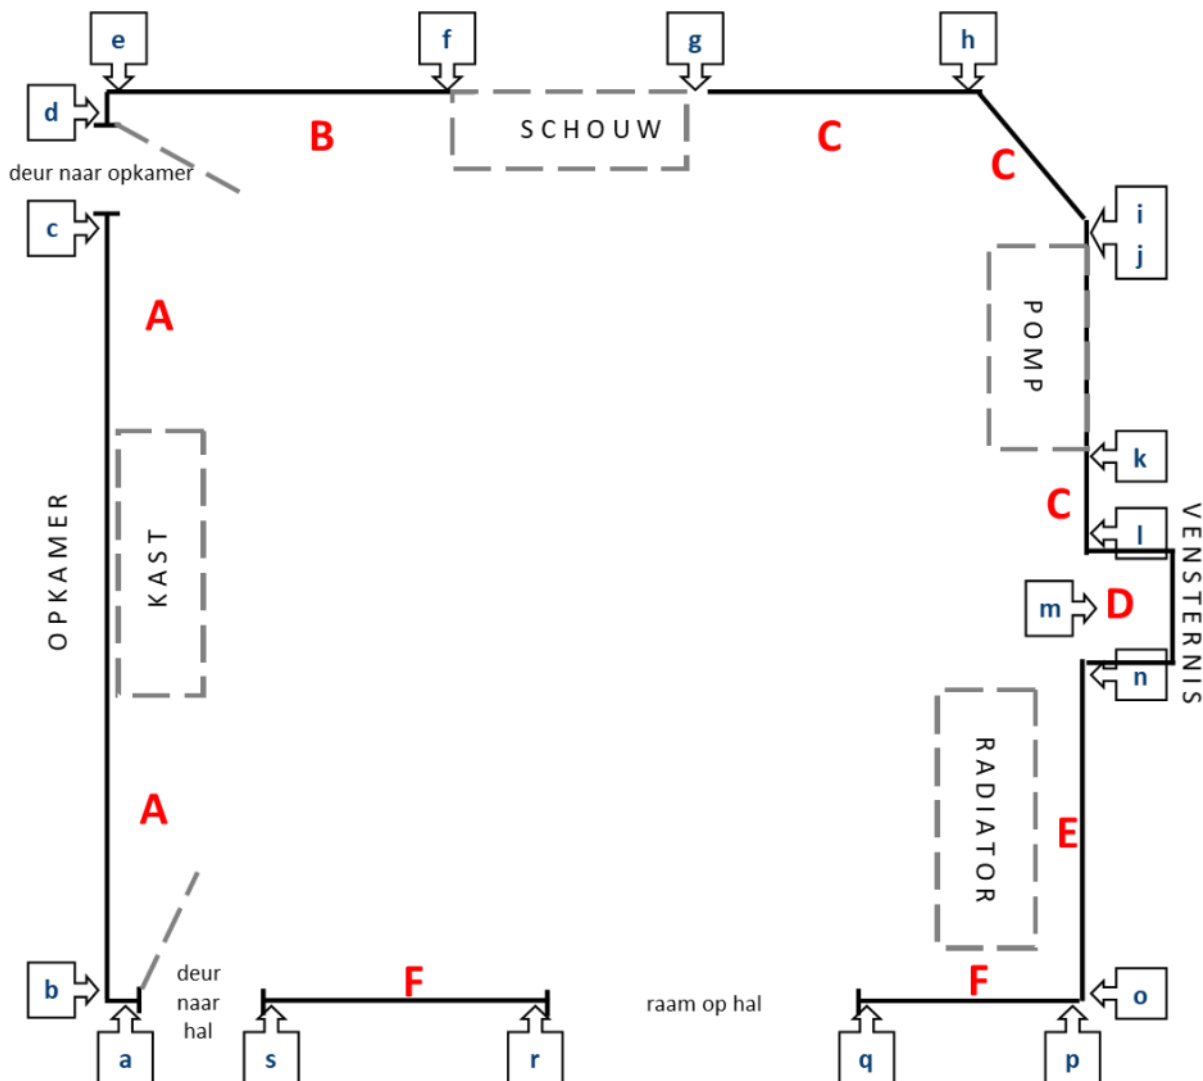 e
f
g
h
d
B
SCHOUW
C
C
deur naar opkamer
c
i
j
A
POMP
k
C
l
OPKAMER
KAST
VENSTERNIS
m
D
n
RADIATOR
A
E
b
deur
naar
hal
F
raam op hal
F
o
a
s
r
q
p